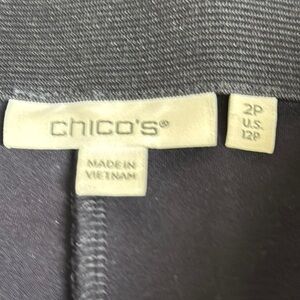 chico's®
MADE IN
VIETNAM
2P
U.S.
12P